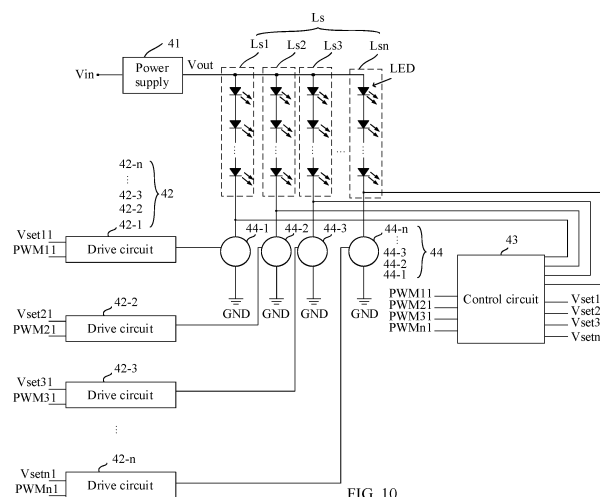 Ls
41
Ls1
Ls2
Ls3
Lsn
Vin
Power supply
Vout
LED
42-n
42-3
42-2
42-1
42
Vset11
PWM11
Drive circuit
44-1
44-2
44-3
44-n
44-3
44-2
44-1
44
43
Control circuit
PWM11
PWM21
PWM31
PWMn1
Vset1
Vset2
Vset3
Vsetn
GND
GND
GND
GND
42-2
Vset21
PWM21
Drive circuit
42-3
Vset31
PWM31
Drive circuit
42-n
Vsetn1
PWMn1
Drive circuit
FIG. 10